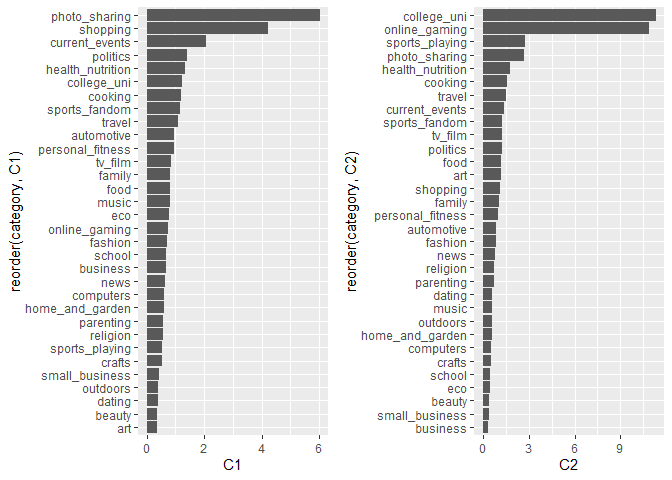 reorder(category, C1)
photo_sharing
shopping
current_events
politics
health_nutrition
college_uni
cooking
sports_fandom
travel
automotive
personal_fitness
tv_film
family
food
music
eco
online_gaming
fashion
school
business
news
computers
home_and_garden
parenting
religion
sports_playing
crafts
small_business
outdoors
dating
beauty
art
0 2 4 6
C1
reorder(category, C2)
college_uni
online_gaming
sports_playing
photo_sharing
health_nutrition
cooking
travel
current_events
sports_fandom
tv_film
politics
food
art
shopping
family
personal_fitness
automotive
fashion
news
religion
parenting
dating
music
outdoors
home_and_garden
computers
crafts
school
eco
beauty
small_business
business
0 3 6 9
C2